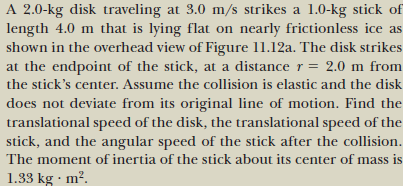 A 2.0-kg disk traveling at 3.0 m/s strikes a 1.0-kg stick of
length 4.0 m that is lying flat on nearly frictionless ice as
shown in the overhead view of Figure 11.12a. The disk strikes
at the endpoint of the stick, at a distance r = 2.0 m from
the stick's center. Assume the collision is elastic and the disk
does not deviate from its original line of motion. Find the
translational speed of the disk, the translational speed of the
stick, and the angular speed of the stick after the collision.
The moment of inertia of the stick about its center of mass is
1.33 kg · m².